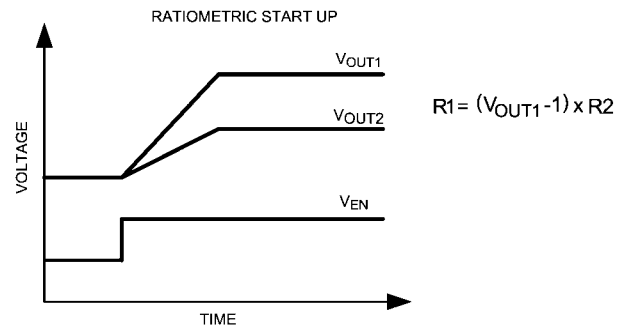 RATIOMETRIC START UP
VOUT1
R1= (VOUT1-1) x R2
VOUT2
VOLTAGE
VEN
TIME